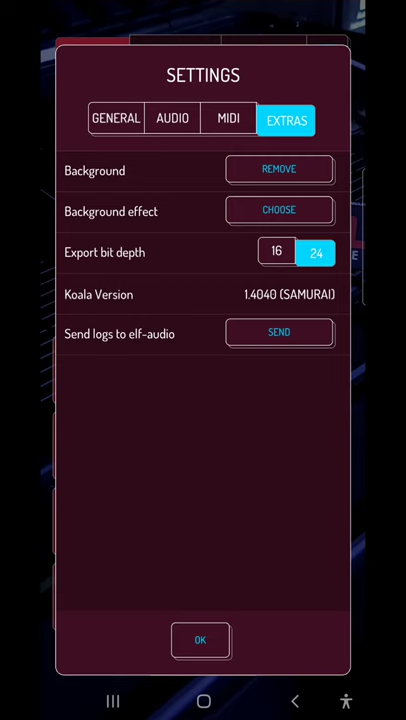 SETTINGS
GENERAL AUDIO MIDI EXTRAS
Background REMOVE
Background effect CHOOSE
Export bit depth 16 24
Koala Version 1.4040 (SAMURAI)
Send logs to elf-audio SEND
OK